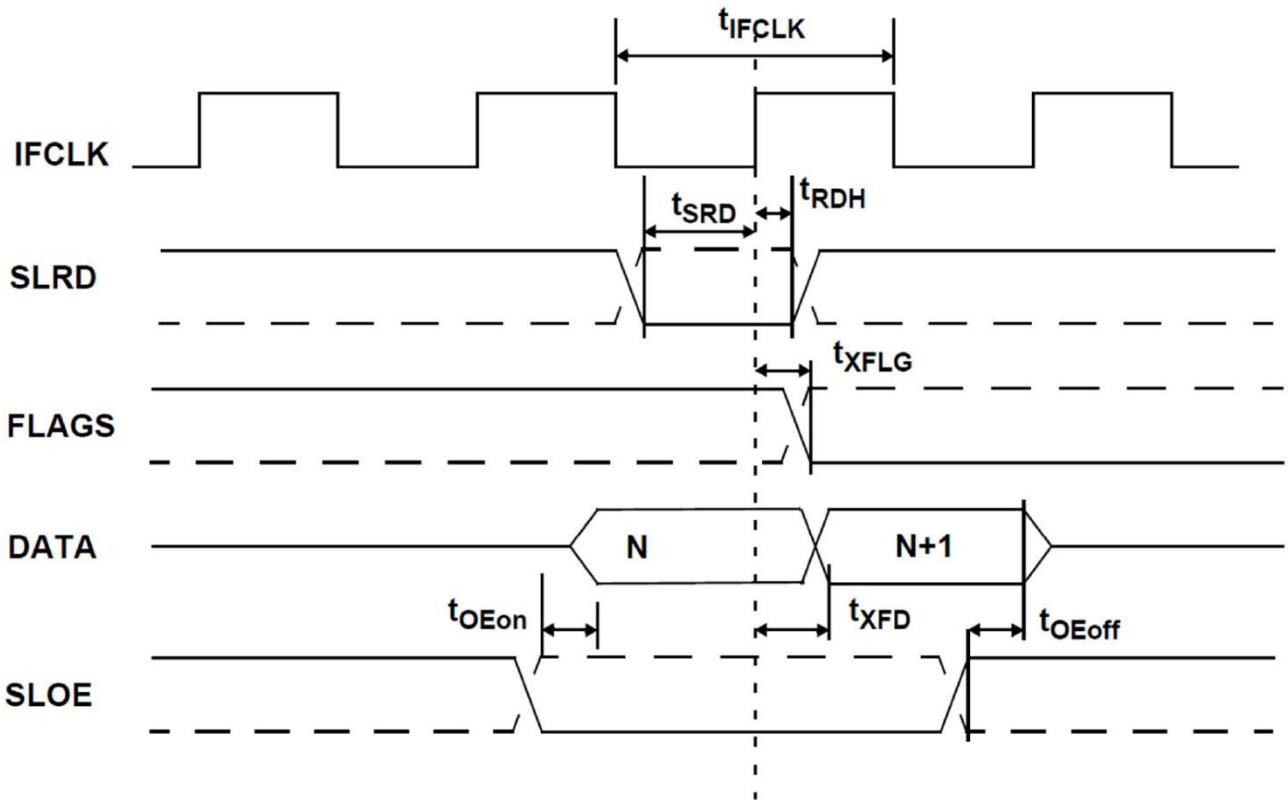 tIFCLK
IFCLK
tSRD
tRDH
SLRD
tXFLG
FLAGS
DATA
N
N+1
tOEon
tXFD
tOEoff
SLOE